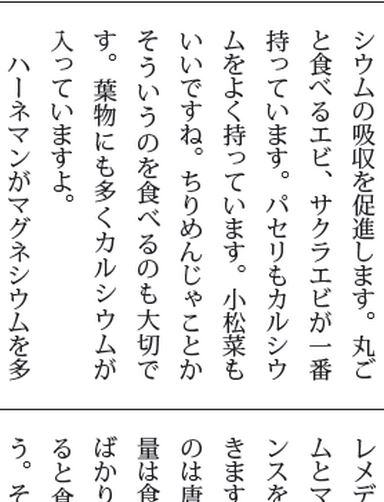 シウムの吸収を促進します。丸ご
と食べるエビ、サクラエビが一番
持っています。パセリもカルシウ
ムをよく持っています。小松菜も
いいですね。ちりめんじゃことか
そういうのを食べるのも大切で
す。葉物にも多くカルシウムが
入っていますよ。
ハーネマンがマグネシウムを多
レメデ
ムとマ
ンスを
きます
のは唐
量は食
ばかり
ると食
う。そ